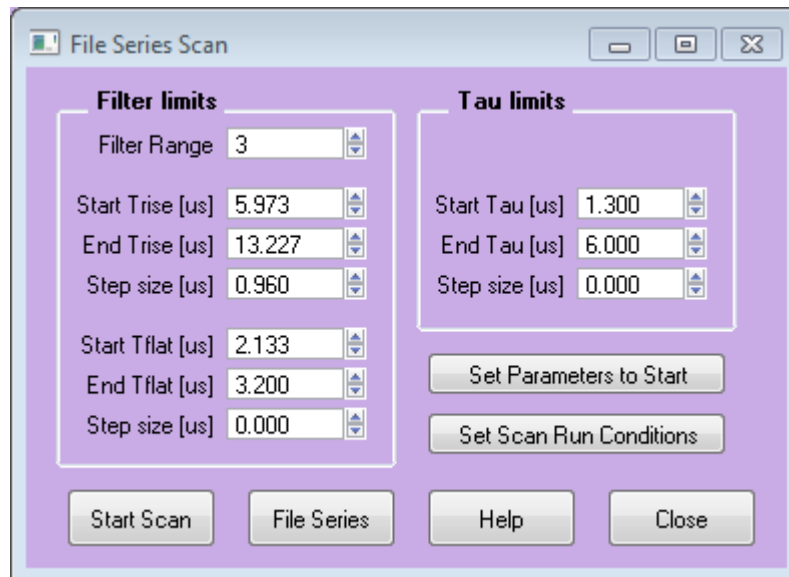 File Series Scan
Filter limits
Filter Range 3
Start Trise [us] 5.973
End Trise [us] 13.227
Step size [us] 0.960
Start Tflat [us] 2.133
End Tflat [us] 3.200
Step size [us] 0.000
Tau limits
Start Tau [us] 1.300
End Tau [us] 6.000
Step size [us] 0.000
Set Parameters to Start
Set Scan Run Conditions
Start Scan
File Series
Help
Close